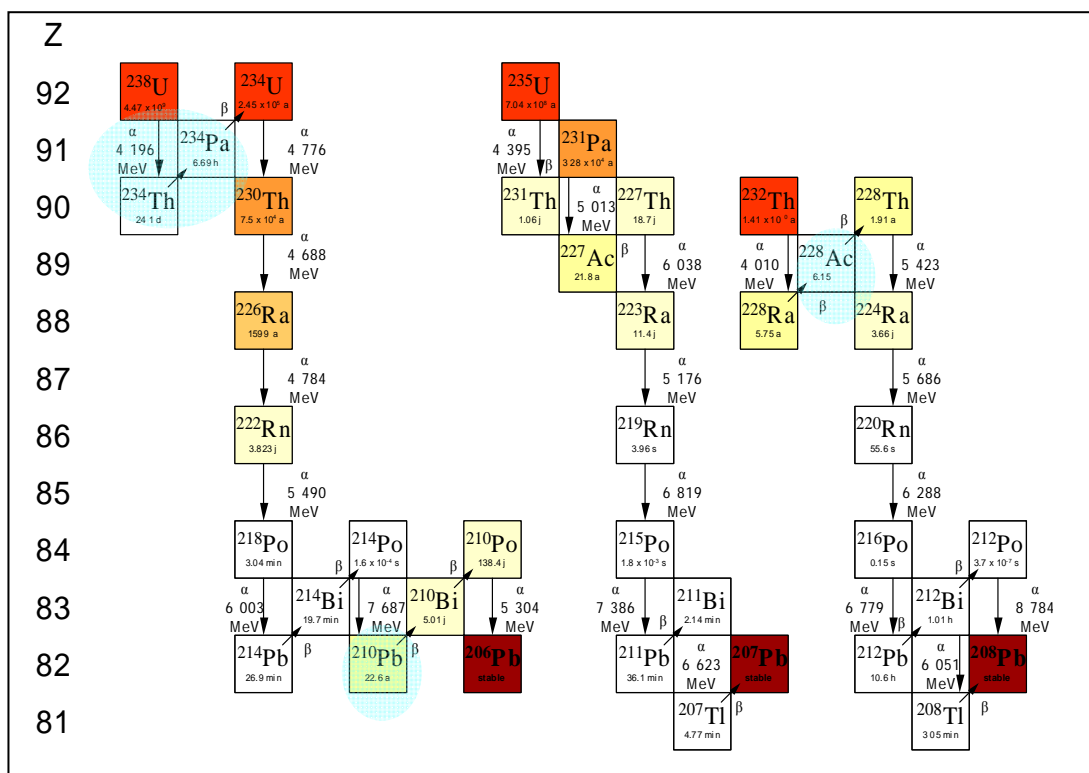 Z
92
²³⁸U
4.47 x 10⁹
²³⁴U
2.45 x 10⁵ a
²³⁵U
7.04 x 10⁸ a
β
91
α
4 196
MeV
²³⁴Pa
6.69 h
α
4 776
MeV
α
4 395
MeV
β
²³¹Pa
3.28 x 10⁴ a
90
²³⁴Th
24.1 d
²³⁰Th
7.5 x 10⁴ a
²³¹Th
1.06 j
α
5 013
MeV
²²⁷Th
18.7 j
²³²Th
β
²²⁸Th
1.91 a
89
α
4 688
MeV
²²⁷Ac
21.8 a
β
α
6 038
MeV
α
4 010
MeV
²²⁸Ac
6.15
α
5 423
MeV
88
²²⁶Ra
1599 a
²²³Ra
11.4 j
²²⁸Ra
5.75 a
β
²²⁴Ra
3.66 j
87
α
4 784
MeV
α
5 176
MeV
α
5 686
MeV
86
²²²Rn
3.823 j
²¹⁹Rn
3.96 s
²²⁰Rn
55.6 s
85
α
5 490
MeV
α
6 819
MeV
α
6 288
MeV
84
²¹⁸Po
3.04 min
β
²¹⁴Po
1.6 x 10⁻⁴ s
β
²¹⁰Po
138.4 j
²¹⁵Po
1.8 x 10⁻³ s
²¹⁶Po
0.15 s
β
²¹²Po
3.7 x 10⁻⁷ s
83
α
6 003
MeV
²¹⁴Bi
19.7 min
α
7 687
MeV
²¹⁰Bi
5.01 j
α
5 304
MeV
α
7 386
MeV
β
²¹¹Bi
2.14 min
α
6 779
MeV
β
²¹²Bi
1.01 h
α
8 784
MeV
82
²¹⁴Pb
26.9 min
β
²¹⁰Pb
22.6 a
β
²⁰⁶Pb
stable
²¹¹Pb
36.1 min
α
6 623
MeV
²⁰⁷Pb
stable
²¹²Pb
10.6 h
α
6 051
MeV
²⁰⁸Pb
stable
81
²⁰⁷Tl
4.77 min
β
²⁰⁸Tl
3.05 min
β